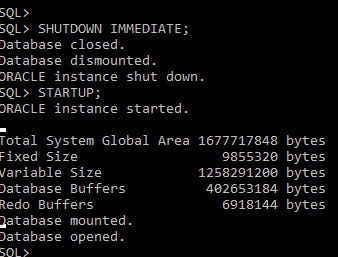 SQL>
SQL> SHUTDOWN IMMEDIATE;
Database closed.
Database dismounted.
ORACLE instance shut down.
SQL> STARTUP;
ORACLE instance started.
Total System Global Area 1677717848 bytes
Fixed Size                  9855320 bytes
Variable Size            1258291200 bytes
Database Buffers          402653184 bytes
Redo Buffers                6918144 bytes
Database mounted.
Database opened.
SQL>